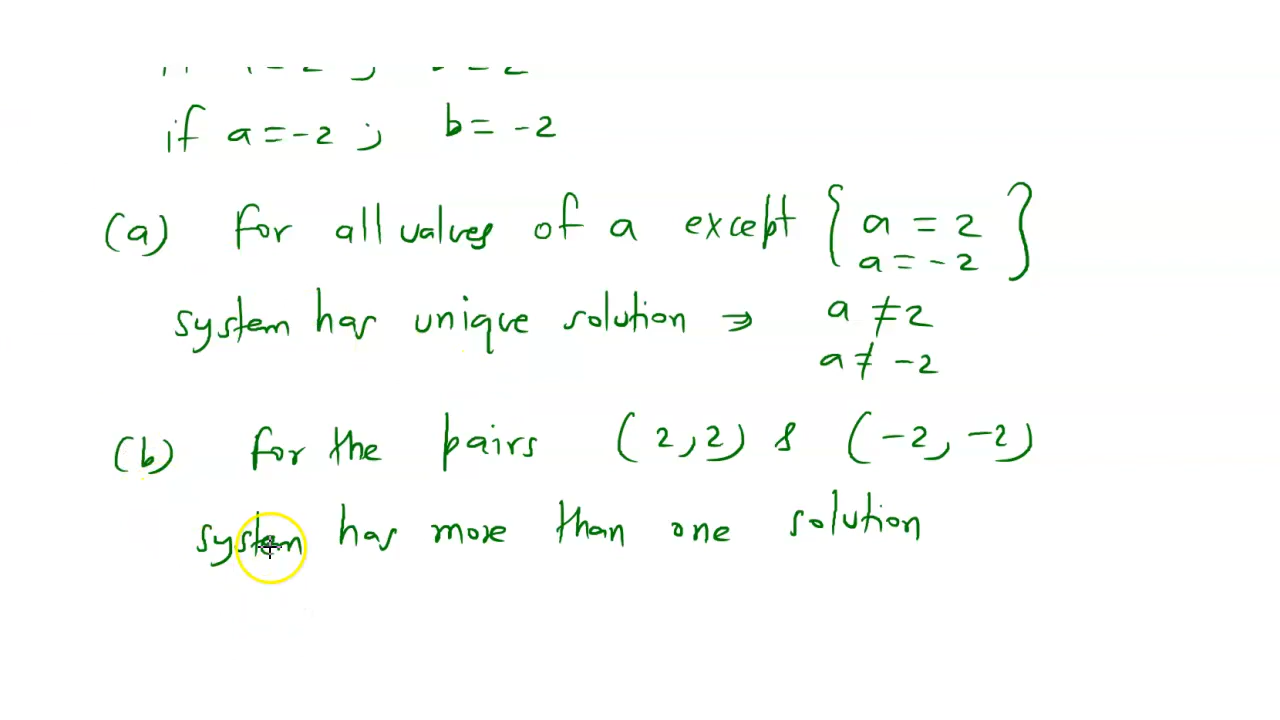 if a = -2 ; b = -2
(a) for all values of a except { a = 2
a = -2 }
system has unique solution ⇒ a ≠ 2
a ≠ -2
(b) for the pairs (2,2) & (-2,-2)
system has more than one solution